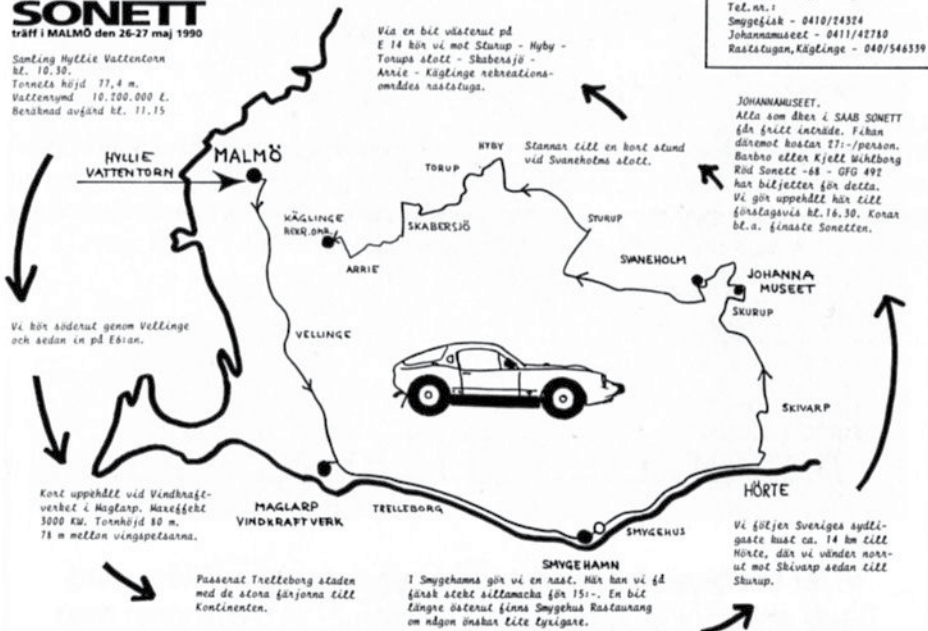 SONETT
träff i MALMÖ den 26-27 maj 1990
Samling Hyllie Vattentorn
kl. 10.30.
Tornets höjd 77,4 m.
Vattenrymd 10.200.000 l.
Beräknad avfärd kl. 11.15
Via en bit västerut på
E 14 kör vi mot Sturup - Hyby -
Torups slott - Skabersjö -
Arrie - Käglinge rekreations-
områdes raststuga.
Tel.nr.:
Smygefisk - 0410/24324
Johannamuseet - 0411/42780
Raststugan, Käglinge - 040/546339
JOHANNAMUSEET.
Alla som åker i SAAB SONETT
får fritt inträde. Fikan
däremot kostar 27:-/person.
Barbro eller Kjell Wihlborg
Röd Sonett -68 - GFG 492
har biljetter för detta.
Vi gör uppehåll här till
förslagsvis kl.16.30. Korar
bl.a. finaste Sonetten.
HYLLIE
VATTENTORN
MALMÖ
HYBY
Stannar till en kort stund
vid Svaneholms slott.
TORUP
KÄGLINGE
REKR.OMR.
SKABERSJÖ
STURUP
ARRIE
SVANEHOLM
JOHANNA
MUSEET
SKURUP
Vi kör söderut genom Vellinge
och sedan in på E6:an.
VELLINGE
SKIVARP
Kort uppehåll vid Vindkraft-
verket i Maglarp. Maxeffekt
3000 KW. Tornhöjd 80 m.
78 m mellan vingspetsarna.
MAGLARP
VINDKRAFTVERK
TRELLEBORG
HÖRTE
SMYGEHUS
SMYGEHAMN
Vi följer Sveriges sydli-
gaste kust ca. 14 km till
Hörte, där vi vänder norr-
ut mot Skivarp sedan till
Skurup.
Passerat Trelleborg staden
med de stora färjorna till
Kontinenten.
I Smygehamns gör vi en rast. Här kan vi få
färsk stekt sillamacka för 15:-. En bit
längre österut finns Smygehus Restaurang
om någon önskar lite lyxigare.